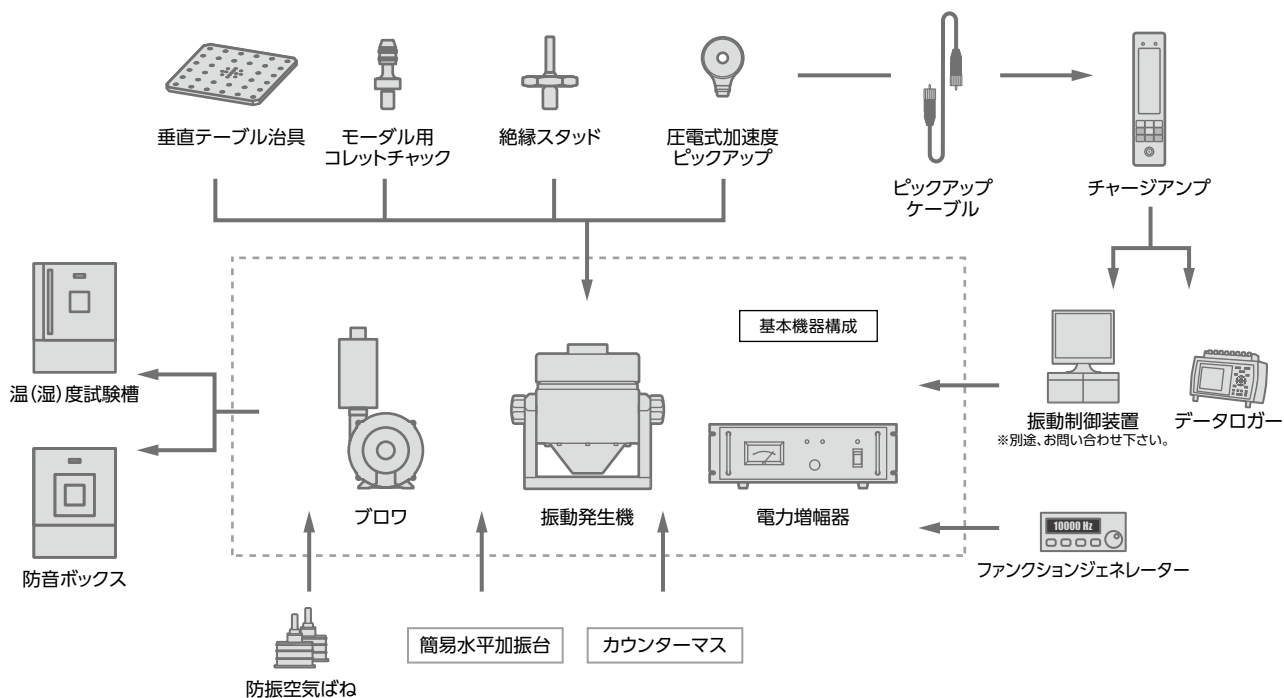 垂直テーブル治具
モーダル用
コレットチャック
絶縁スタッド
圧電式加速度
ピックアップ
ピックアップ
ケーブル
チャージアンプ
基本機器構成
温(湿)度試験槽
防音ボックス
ブロワ
振動発生機
電力増幅器
振動制御装置
※別途、お問い合わせ下さい。
データロガー
10000 Hz
ファンクションジェネレーター
防振空気ばね
簡易水平加振台
カウンターマス